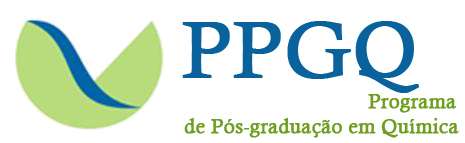 PPGQ
Programa
de Pós-graduação em Química